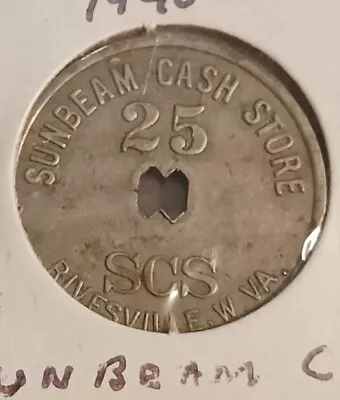 1940
SUNBEAM CASH STORE
25
SCS
RIVESVILLE, W VA.
UNBEAM C